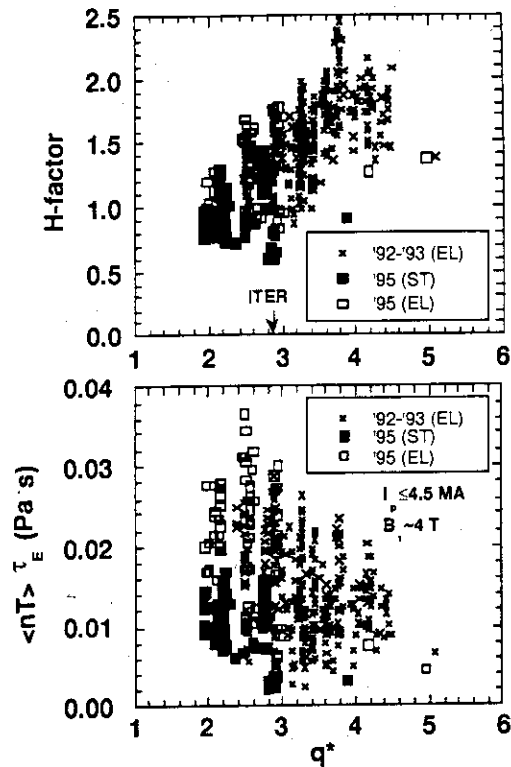 2.5
2.0
1.5
1.0
0.5
0.0
H-factor
ITER
× '92-'93 (EL)
■ '95 (ST)
□ '95 (EL)
1 2 3 4 5 6
0.04
0.03
0.02
0.01
0.00
<nT> τE (Pa s)
× '92-'93 (EL)
■ '95 (ST)
□ '95 (EL)
Ip ≤4.5 MA
Bt ~4 T
1 2 3 4 5 6
q*